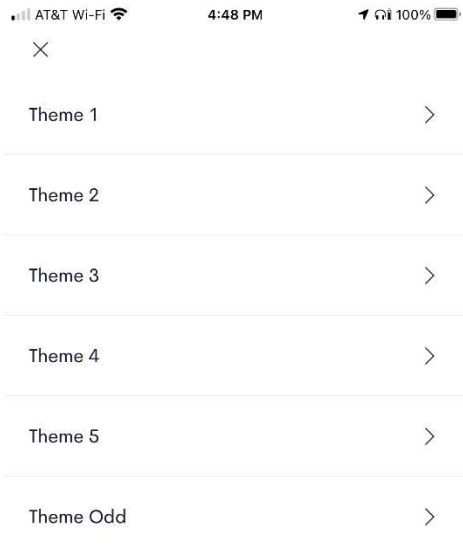 AT&T Wi-Fi 4:48 PM 100%
Theme 1
Theme 2
Theme 3
Theme 4
Theme 5
Theme Odd